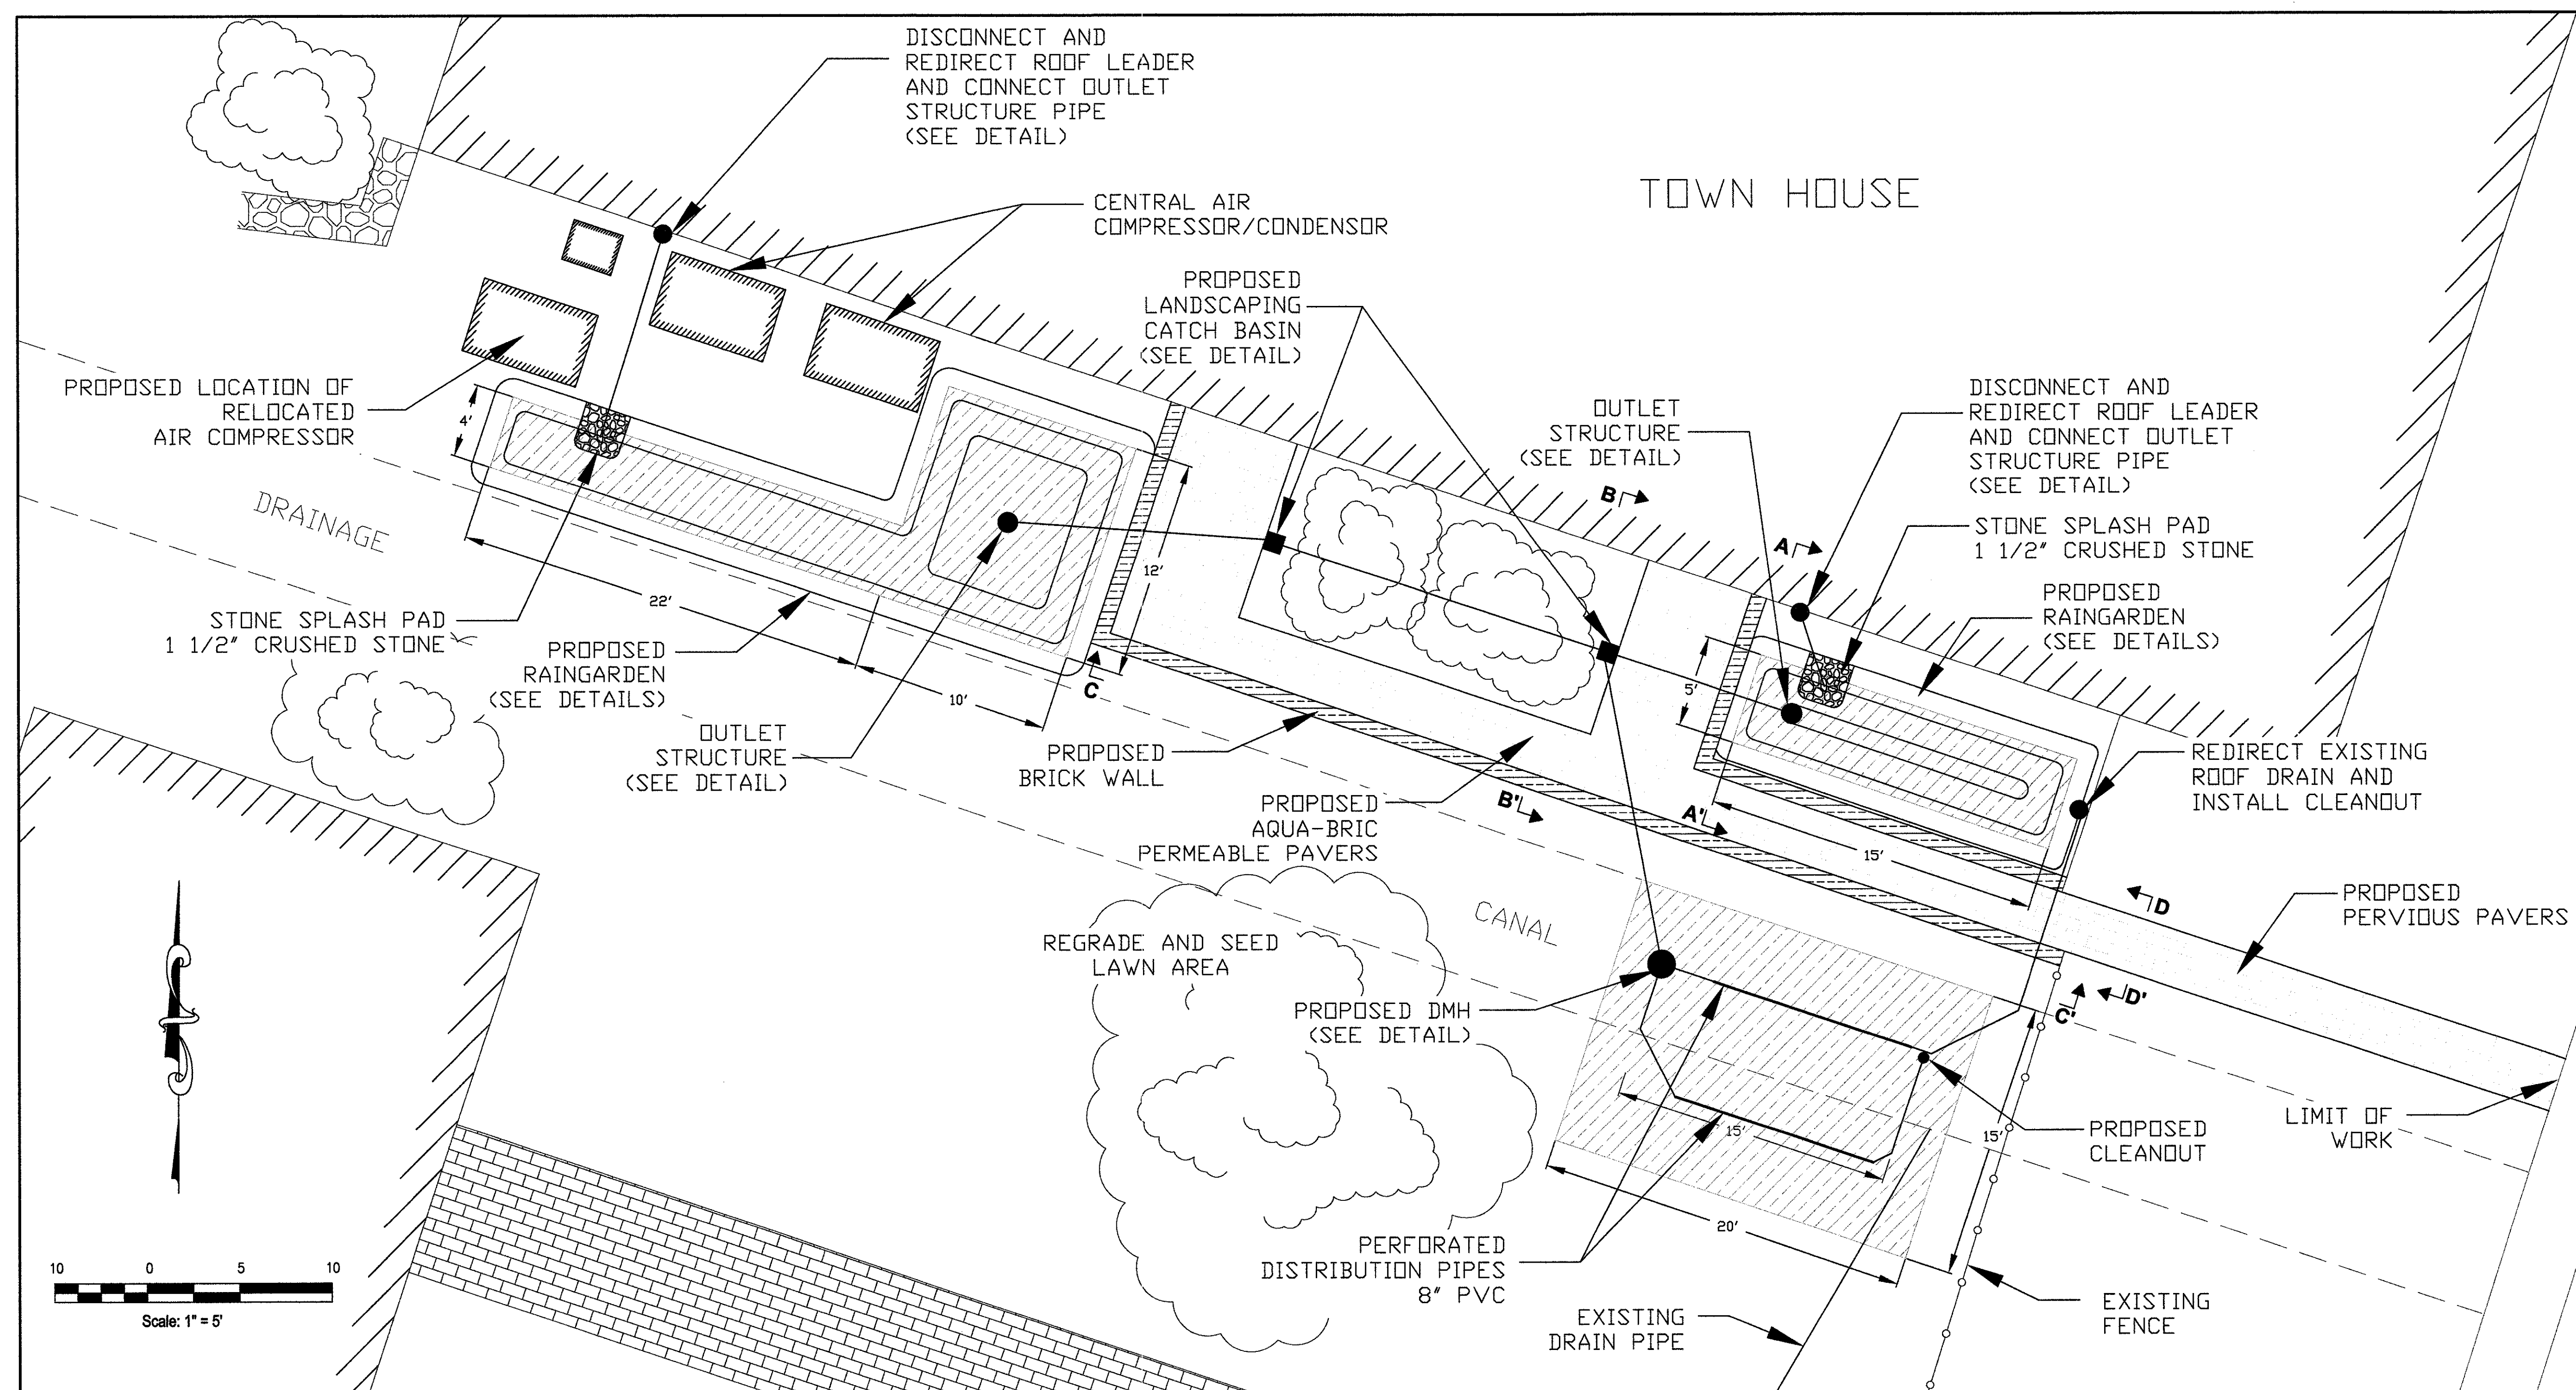 DISCONNECT AND
REDIRECT ROOF LEADER
AND CONNECT OUTLET
STRUCTURE PIPE
(SEE DETAIL)
TOWN HOUSE
CENTRAL AIR
COMPRESSOR/CONDENSOR
PROPOSED
LANDSCAPING
CATCH BASIN
(SEE DETAIL)
PROPOSED LOCATION OF
RELOCATED
AIR COMPRESSOR
4'
OUTLET
STRUCTURE
(SEE DETAIL)
DISCONNECT AND
REDIRECT ROOF LEADER
AND CONNECT OUTLET
STRUCTURE PIPE
(SEE DETAIL)
B
A
STONE SPLASH PAD
1 1/2" CRUSHED STONE
PROPOSED
RAINGARDEN
(SEE DETAILS)
DRAINAGE
12'
22'
STONE SPLASH PAD
1 1/2" CRUSHED STONE
PROPOSED
RAINGARDEN
(SEE DETAILS)
10'
C
5'
OUTLET
STRUCTURE
(SEE DETAIL)
PROPOSED
BRICK WALL
PROPOSED
AQUA-BRIC
PERMEABLE PAVERS
B'
A'
15'
REDIRECT EXISTING
ROOF DRAIN AND
INSTALL CLEANOUT
D
PROPOSED
PERVIOUS PAVERS
CANAL
REGRADE AND SEED
LAWN AREA
PROPOSED DMH
(SEE DETAIL)
C'
D'
15'
15'
PROPOSED
CLEANOUT
LIMIT OF
WORK
20'
PERFORATED
DISTRIBUTION PIPES
8" PVC
EXISTING
DRAIN PIPE
EXISTING
FENCE
10 0 5 10
Scale: 1" = 5'